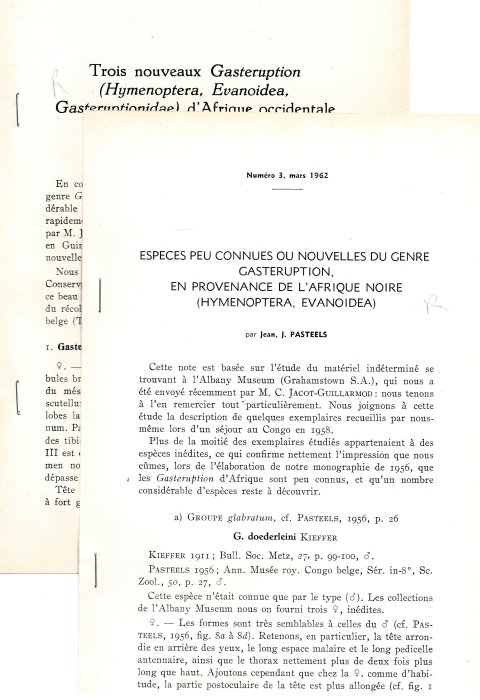 Trois nouveaux Gasteruption
(Hymenoptera, Evanoidea,
Gasteruptionidae) d'Afrique occidentale
En co
genre G
dérable
rapidem
par M. J
en Guin
nouvelle
Nous
Conserv
ce beau
du récol
belge (T
1. Gaste
♀. —
bules br
du més
scutellu
lobes la
num. Pa
des tibi
III est
men no
dépasse
Tête
à fort g
Numéro 3, mars 1962
ESPECES PEU CONNUES OU NOUVELLES DU GENRE
GASTERUPTION,
EN PROVENANCE DE L'AFRIQUE NOIRE
(HYMENOPTERA, EVANOIDEA)
R
par Jean, J. PASTEELS
Cette note est basée sur l'étude du matériel indéterminé se
trouvant à l'Albany Museum (Grahamstown S.A.), qui nous a
été envoyé récemment par M. C. JACOT-GUILLARMOD : nous tenons
à l'en remercier tout particulièrement. Nous joignons à cette
étude la description de quelques exemplaires recueillis par nous-
même lors d'un séjour au Congo en 1958.
Plus de la moitié des exemplaires étudiés appartenaient à des
espèces inédites, ce qui confirme nettement l'impression que nous
eûmes, lors de l'élaboration de notre monographie de 1956, que
les Gasteruption d'Afrique sont peu connus, et qu'un nombre
considérable d'espèces reste à découvrir.
a) GROUPE glabratum, cf. PASTEELS, 1956, p. 26
G. doederleini KIEFFER
KIEFFER 1911 ; Bull. Soc. Metz, 27, p. 99-100, ♂.
PASTEELS 1956 ; Ann. Musée roy. Congo belge, Sér. in-8°, Sc.
Zool., 50, p. 27, ♂.
Cette espèce n'était connue que par le type (♂). Les collections
de l'Albany Museum nous on fourni trois ♀, inédites.
♀. — Les formes sont très semblables à celles du ♂ (cf. PAS-
TEELS, 1956, fig. 8a à 8d). Retenons, en particulier, la tête arron-
die en arrière des yeux, le long espace malaire et le long pedicelle
antennaire, ainsi que le thorax nettement plus de deux fois plus
long que haut. Ajoutons cependant que chez la ♀, comme d'habi-
tude, la partie postoculaire de la tête est plus allongée (cf. fig. 1